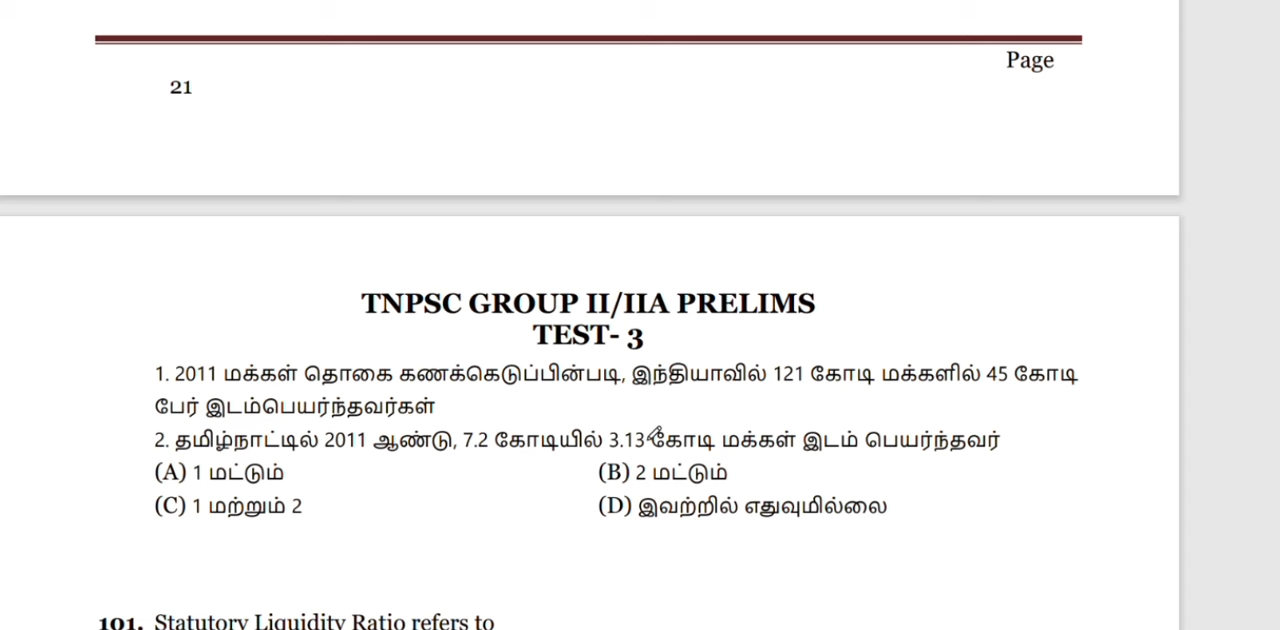 Page
21
TNPSC GROUP II/IIA PRELIMS
TEST- 3
1. 2011 மக்கள் தொகை கணக்கெடுப்பின்படி, இந்தியாவில் 121 கோடி மக்களில் 45 கோடி
பேர் இடம்பெயர்ந்தவர்கள்
2. தமிழ்நாட்டில் 2011 ஆண்டு, 7.2 கோடியில் 3.13 கோடி மக்கள் இடம் பெயர்ந்தவர்
(A) 1 மட்டும் (B) 2 மட்டும்
(C) 1 மற்றும் 2 (D) இவற்றில் எதுவுமில்லை
101. Statutory Liquidity Ratio refers to